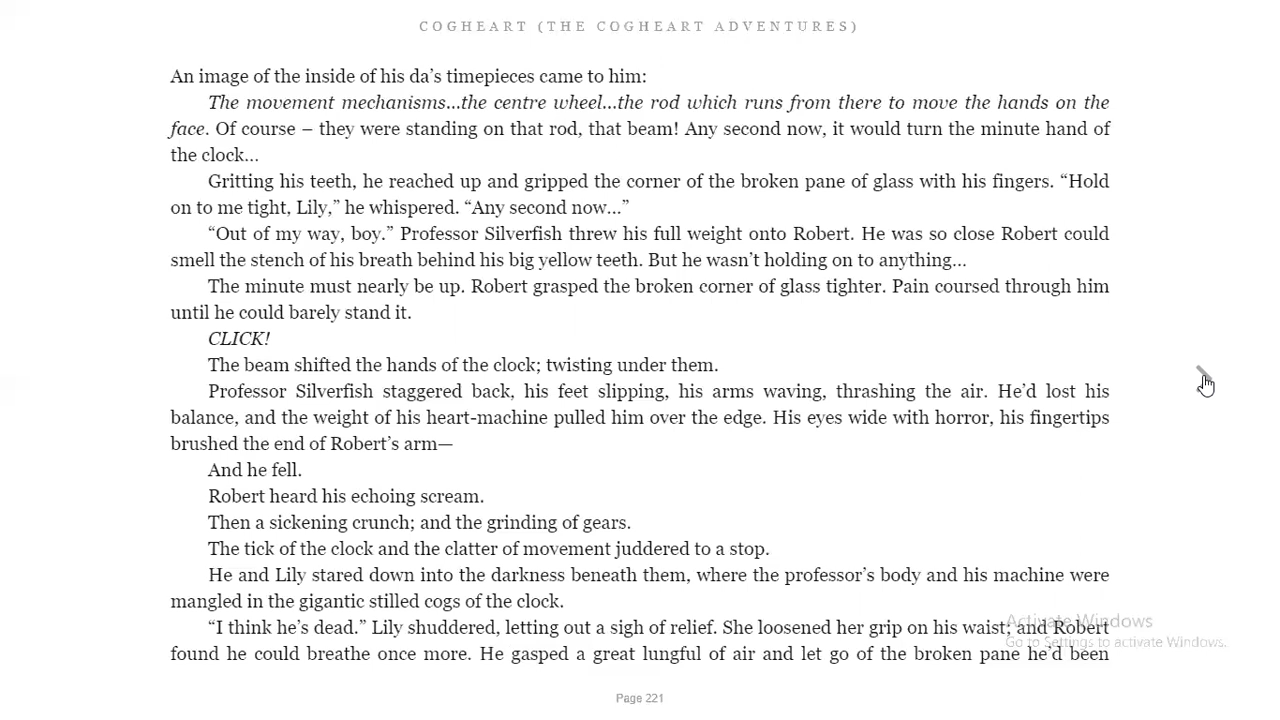 COGHEART (THE COGHEART ADVENTURES)
An image of the inside of his da’s timepieces came to him:
The movement mechanisms…the centre wheel…the rod which runs from there to move the hands on the
face. Of course – they were standing on that rod, that beam! Any second now, it would turn the minute hand of
the clock…
Gritting his teeth, he reached up and gripped the corner of the broken pane of glass with his fingers. “Hold
on to me tight, Lily,” he whispered. “Any second now…”
“Out of my way, boy.” Professor Silverfish threw his full weight onto Robert. He was so close Robert could
smell the stench of his breath behind his big yellow teeth. But he wasn’t holding on to anything…
The minute must nearly be up. Robert grasped the broken corner of glass tighter. Pain coursed through him
until he could barely stand it.
CLICK!
The beam shifted the hands of the clock; twisting under them.
Professor Silverfish staggered back, his feet slipping, his arms waving, thrashing the air. He’d lost his
balance, and the weight of his heart-machine pulled him over the edge. His eyes wide with horror, his fingertips
brushed the end of Robert’s arm—
And he fell.
Robert heard his echoing scream.
Then a sickening crunch; and the grinding of gears.
The tick of the clock and the clatter of movement juddered to a stop.
He and Lily stared down into the darkness beneath them, where the professor’s body and his machine were
mangled in the gigantic stilled cogs of the clock.
“I think he’s dead.” Lily shuddered, letting out a sigh of relief. She loosened her grip on his waist; and Robert
found he could breathe once more. He gasped a great lungful of air and let go of the broken pane he’d been
Activate Windows
Go to Settings to activate Windows.
Page 221